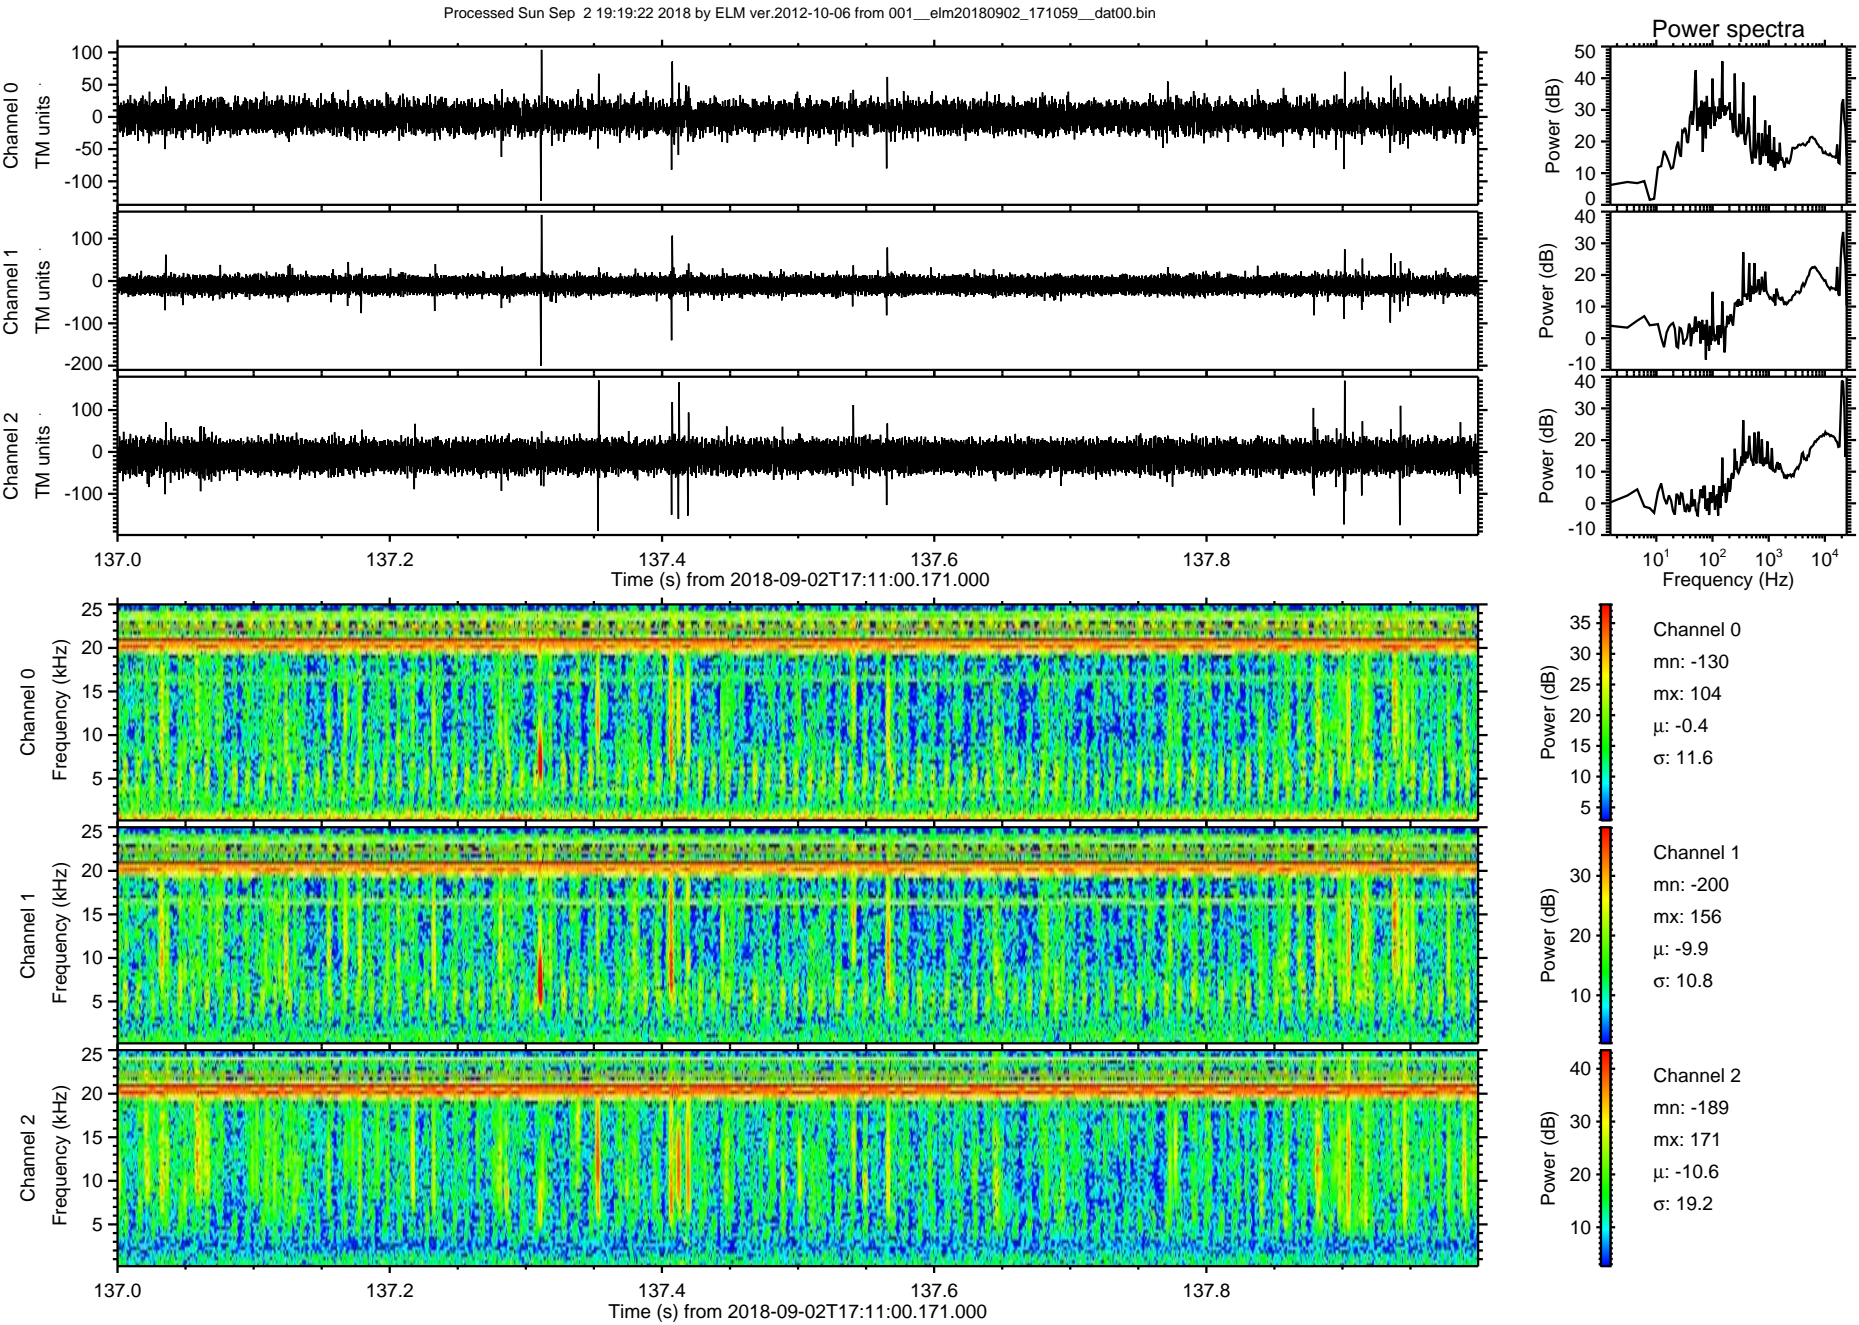 Processed Sun Sep  2 19:19:22 2018 by ELM ver.2012-10-06 from 001__elm20180902_171059__dat00.bin
Power spectra
Channel 0
TM units
100
50
0
-50
-100
Power (dB)
50
40
30
20
10
0
Channel 1
TM units
100
0
-100
-200
Power (dB)
40
30
20
10
0
-10
Channel 2
TM units
100
0
-100
Power (dB)
40
30
20
10
0
-10
137.0 137.2 137.4 137.6 137.8
Time (s) from 2018-09-02T17:11:00.171.000
10^1 10^2 10^3 10^4
Frequency (Hz)
Channel 0
Frequency (kHz)
25
20
15
10
5
Power (dB)
35
30
25
20
15
10
5
Channel 0
mn: -130
mx: 104
μ: -0.4
σ: 11.6
Channel 1
Frequency (kHz)
25
20
15
10
5
Power (dB)
30
20
10
Channel 1
mn: -200
mx: 156
μ: -9.9
σ: 10.8
Channel 2
Frequency (kHz)
25
20
15
10
5
Power (dB)
40
30
20
10
Channel 2
mn: -189
mx: 171
μ: -10.6
σ: 19.2
137.0 137.2 137.4 137.6 137.8
Time (s) from 2018-09-02T17:11:00.171.000